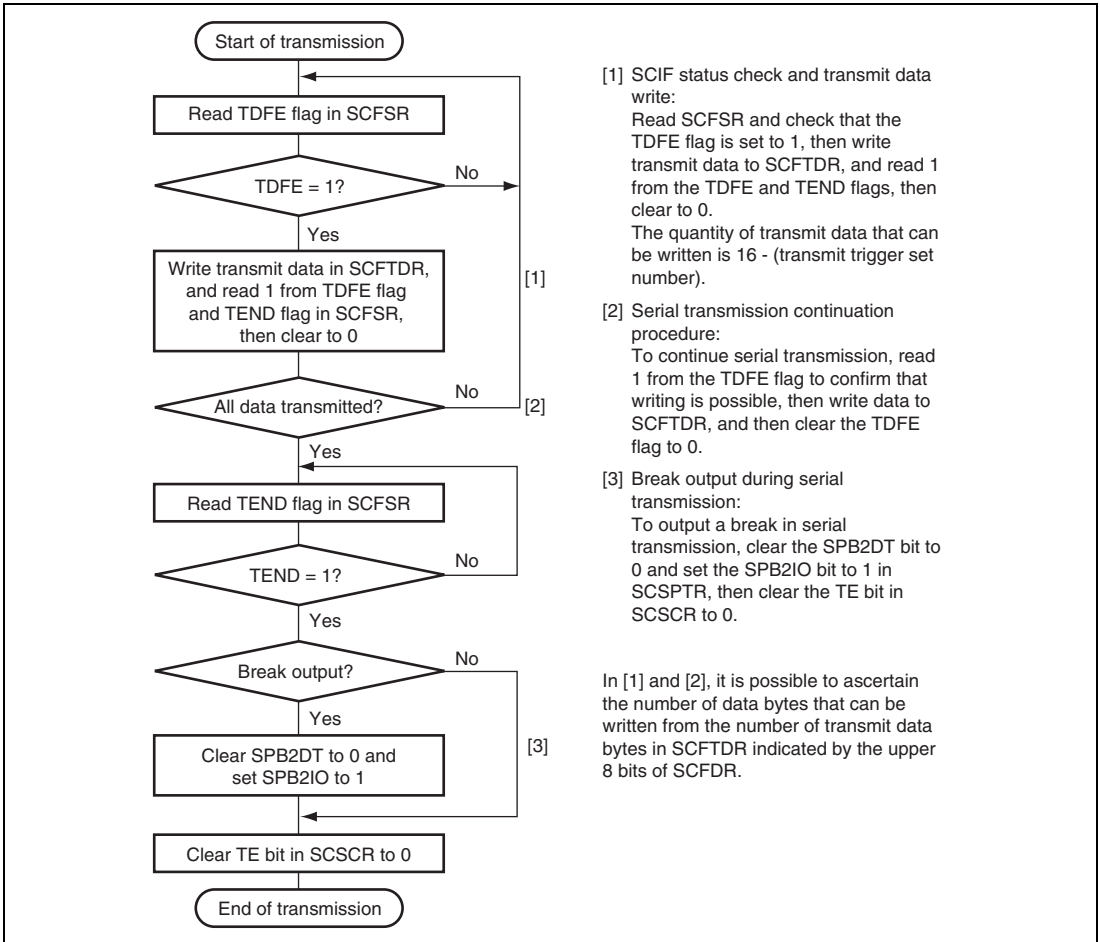 Start of transmission
Read TDFE flag in SCFSR
TDFE = 1?
No
Yes
Write transmit data in SCFTDR,
and read 1 from TDFE flag
and TEND flag in SCFSR,
then clear to 0
[1]
All data transmitted?
No
[2]
Yes
Read TEND flag in SCFSR
TEND = 1?
No
Yes
Break output?
No
Yes
Clear SPB2DT to 0 and
set SPB2IO to 1
[3]
Clear TE bit in SCSCR to 0
End of transmission
[1] SCIF status check and transmit data
write:
Read SCFSR and check that the
TDFE flag is set to 1, then write
transmit data to SCFTDR, and read 1
from the TDFE and TEND flags, then
clear to 0.
The quantity of transmit data that can
be written is 16 - (transmit trigger set
number).
[2] Serial transmission continuation
procedure:
To continue serial transmission, read
1 from the TDFE flag to confirm that
writing is possible, then write data to
SCFTDR, and then clear the TDFE
flag to 0.
[3] Break output during serial
transmission:
To output a break in serial
transmission, clear the SPB2DT bit to
0 and set the SPB2IO bit to 1 in
SCSPTR, then clear the TE bit in
SCSCR to 0.
In [1] and [2], it is possible to ascertain
the number of data bytes that can be
written from the number of transmit data
bytes in SCFTDR indicated by the upper
8 bits of SCFDR.